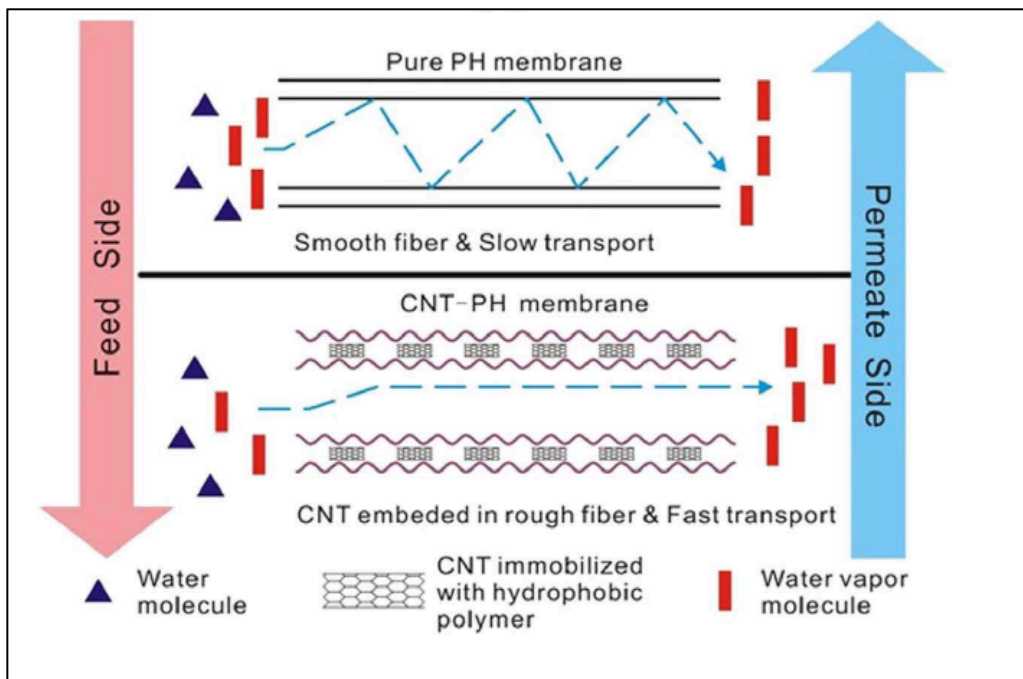 Pure PH membrane
Feed Side
Permeate Side
Smooth fiber & Slow transport
CNT-PH membrane
CNT embeded in rough fiber & Fast transport
Water
molecule
CNT immobilized
with hydrophobic
polymer
Water vapor
molecule